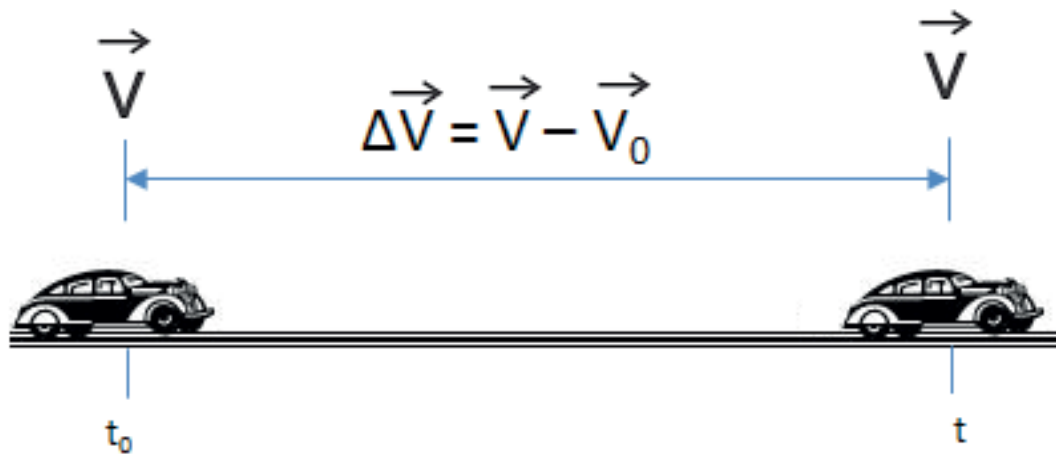 V⃗ V⃗
ΔV⃗ = V⃗ – V⃗₀
t₀ t